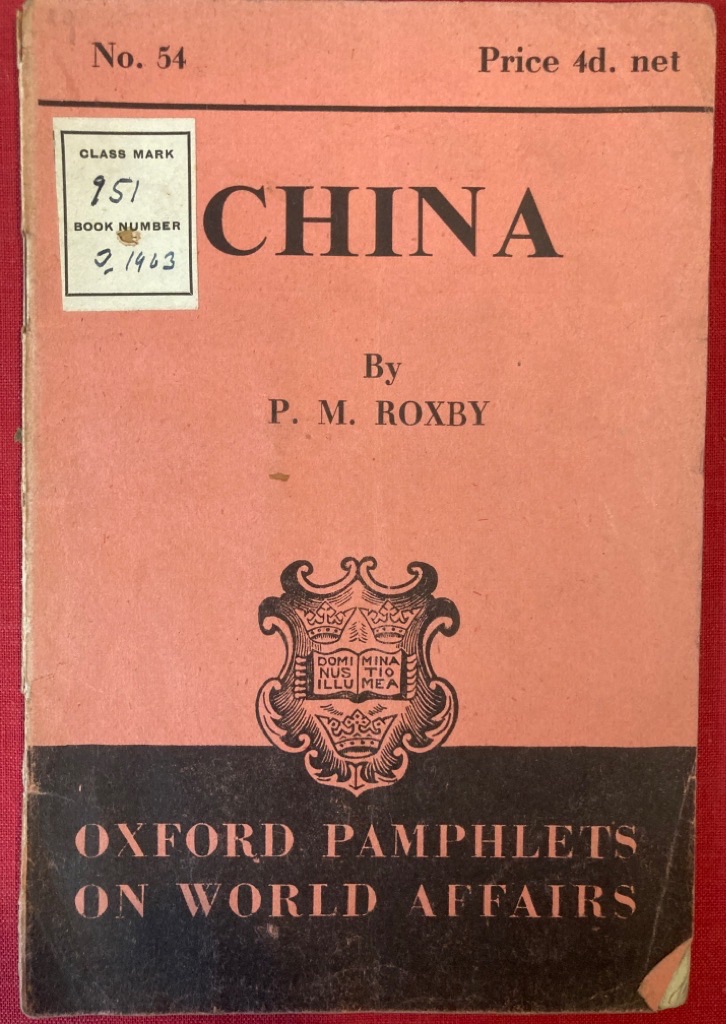 No. 54
Price 4d. net
CLASS MARK
951
BOOK NUMBER
J. 1963
CHINA
By
P. M. ROXBY
DOMI MINA
NUS TIO
ILLU MEA
OXFORD PAMPHLETS
ON WORLD AFFAIRS